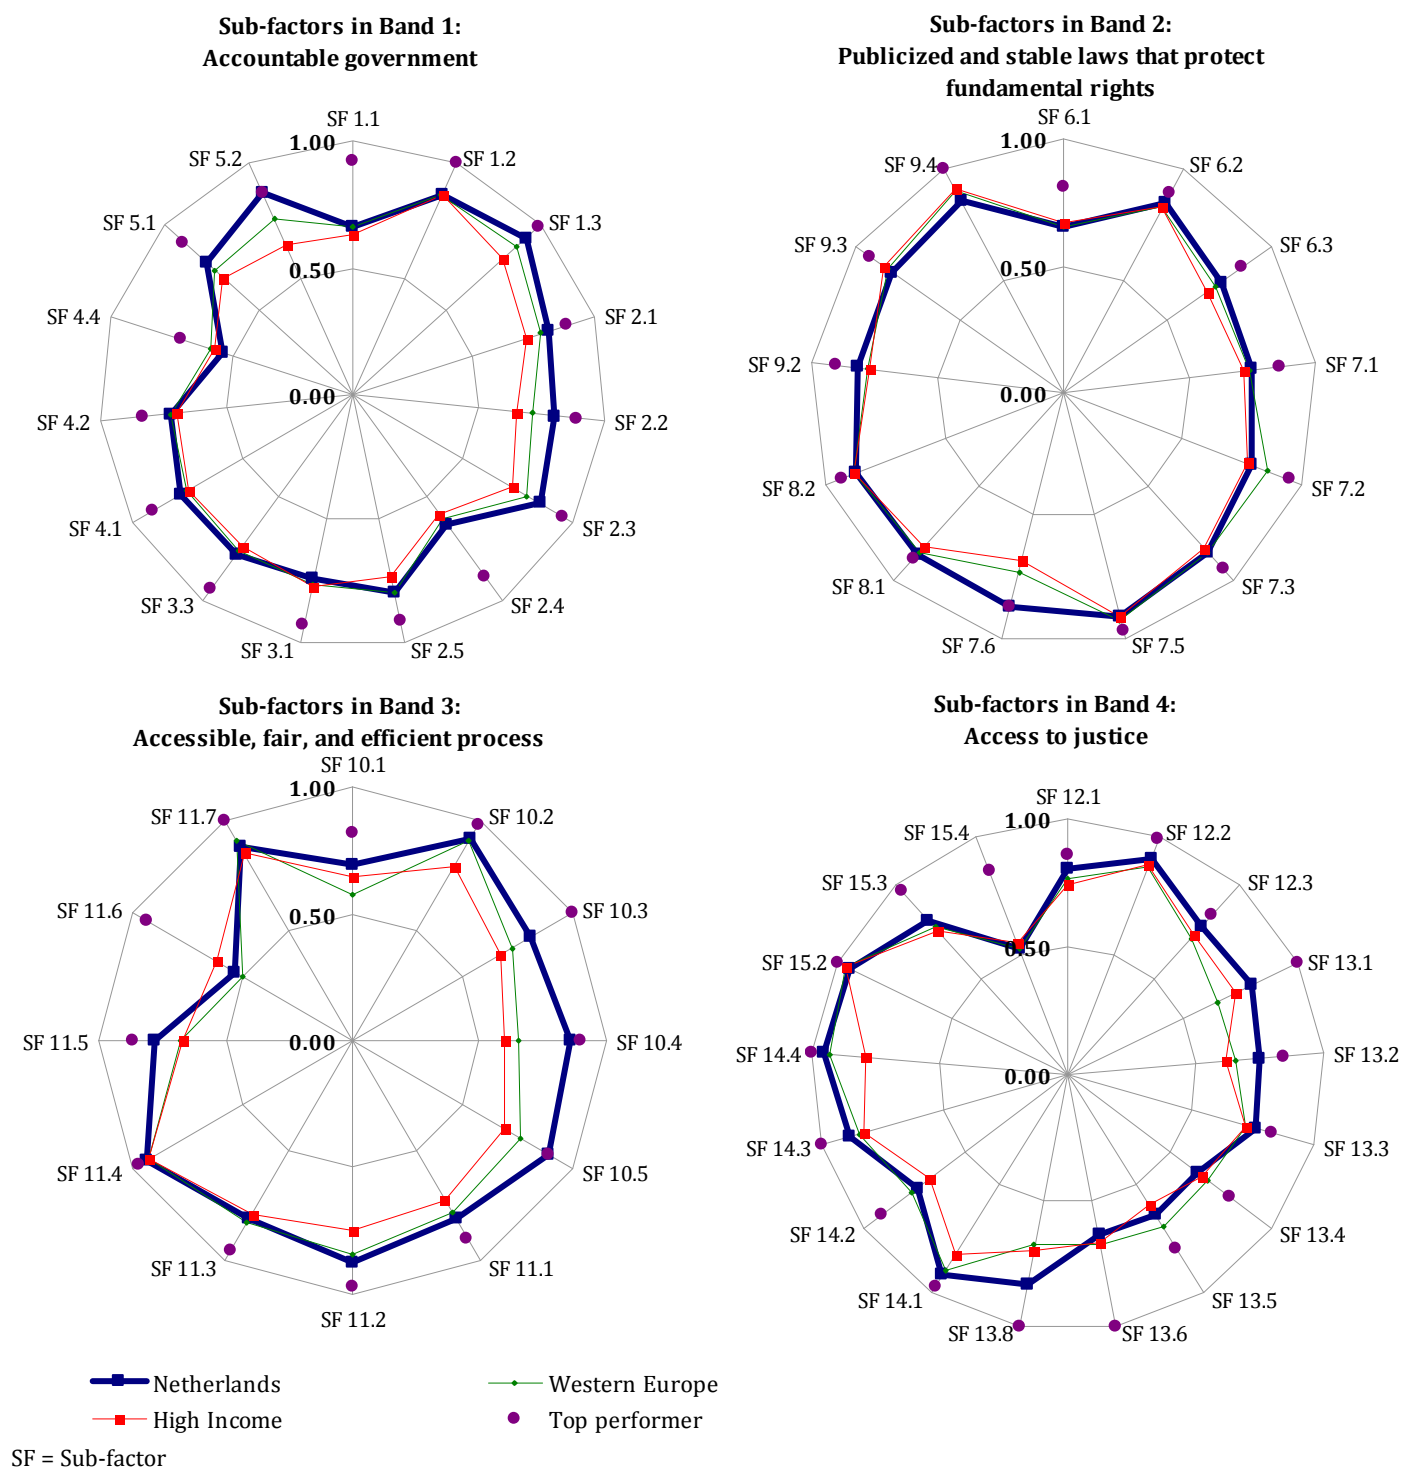 Sub-factors in Band 1:
Accountable government
SF 1.1
SF 1.2
SF 1.3
SF 2.1
SF 2.2
SF 2.3
SF 2.4
SF 2.5
SF 3.1
SF 3.3
SF 4.1
SF 4.2
SF 4.4
SF 5.1
SF 5.2
1.00
0.50
0.00
Sub-factors in Band 2:
Publicized and stable laws that protect
fundamental rights
SF 6.1
SF 6.2
SF 6.3
SF 7.1
SF 7.2
SF 7.3
SF 7.5
SF 7.6
SF 8.1
SF 8.2
SF 9.2
SF 9.3
SF 9.4
1.00
0.50
0.00
Sub-factors in Band 3:
Accessible, fair, and efficient process
SF 10.1
SF 10.2
SF 10.3
SF 10.4
SF 10.5
SF 11.1
SF 11.2
SF 11.3
SF 11.4
SF 11.5
SF 11.6
SF 11.7
1.00
0.50
0.00
Sub-factors in Band 4:
Access to justice
SF 12.1
SF 12.2
SF 12.3
SF 13.1
SF 13.2
SF 13.3
SF 13.4
SF 13.5
SF 13.6
SF 13.8
SF 14.1
SF 14.2
SF 14.3
SF 14.4
SF 15.2
SF 15.3
SF 15.4
1.00
0.50
0.00
Netherlands
Western Europe
High Income
Top performer
SF = Sub-factor